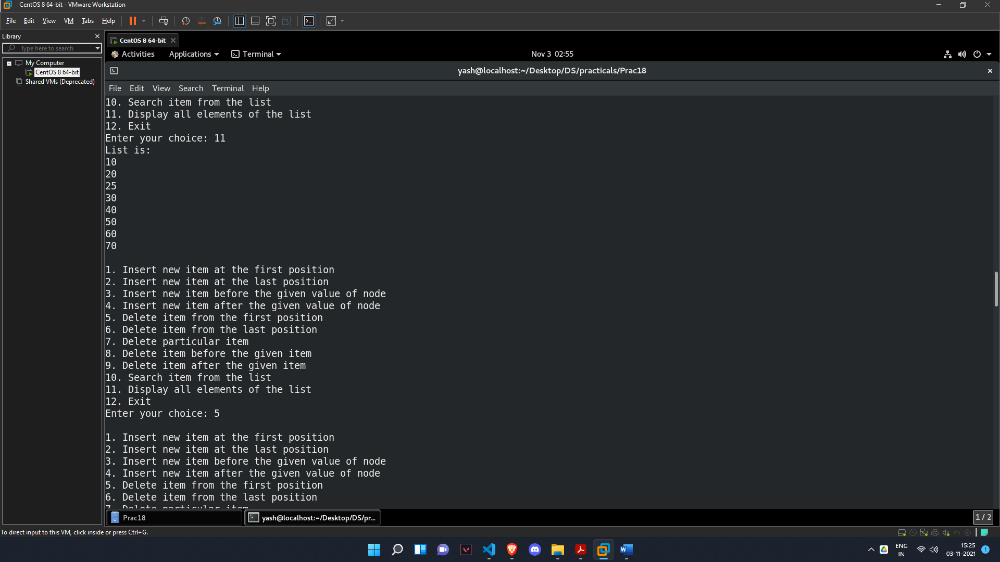 CentOS 8 64-bit - VMware Workstation
File Edit View VM Tabs Help
Library
Type here to search
My Computer
CentOS 8 64-bit
Shared VMs (Deprecated)
CentOS 8 64-bit
Activities Applications Terminal Nov 3 02:55
yash@localhost:~/Desktop/DS/practicals/Prac18
File Edit View Search Terminal Help
10. Search item from the list
11. Display all elements of the list
12. Exit
Enter your choice: 11
List is:
10
20
25
30
40
50
60
70
1. Insert new item at the first position
2. Insert new item at the last position
3. Insert new item before the given value of node
4. Insert new item after the given value of node
5. Delete item from the first position
6. Delete item from the last position
7. Delete particular item
8. Delete item before the given item
9. Delete item after the given item
10. Search item from the list
11. Display all elements of the list
12. Exit
Enter your choice: 5
1. Insert new item at the first position
2. Insert new item at the last position
3. Insert new item before the given value of node
4. Insert new item after the given value of node
5. Delete item from the first position
6. Delete item from the last position
7. Delete particular item
Prac18 yash@localhost:~/Desktop/DS/pr... 1 / 2
To direct input to this VM, click inside or press Ctrl+G.
ENG
IN
15:25
03-11-2021
1